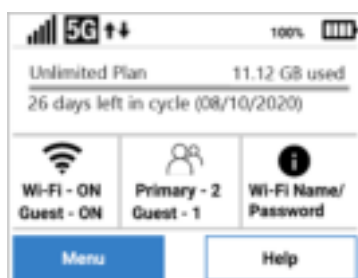 5G
100%
Unlimited Plan 11.12 GB used
26 days left in cycle (08/10/2020)
Wi-Fi - ON
Guest - ON
Primary - 2
Guest - 1
Wi-Fi Name/
Password
Menu
Help